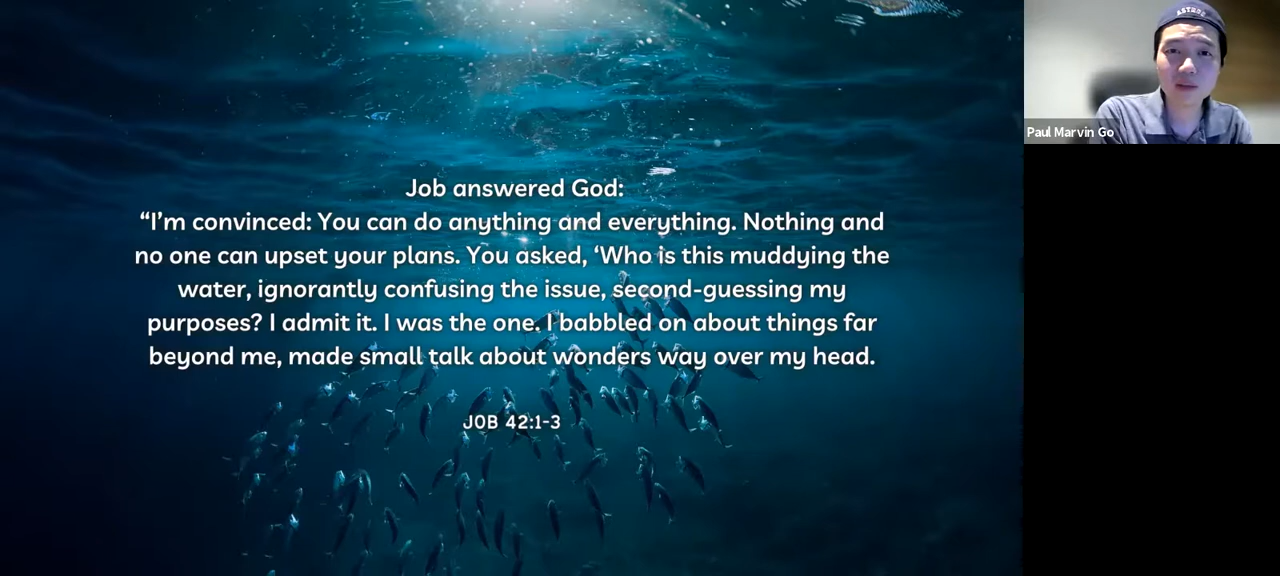 Job answered God:
“I’m convinced: You can do anything and everything. Nothing and
no one can upset your plans. You asked, ‘Who is this muddying the
water, ignorantly confusing the issue, second-guessing my
purposes? I admit it. I was the one. I babbled on about things far
beyond me, made small talk about wonders way over my head.
JOB 42:1-3
ASTROS
Paul Marvin Go